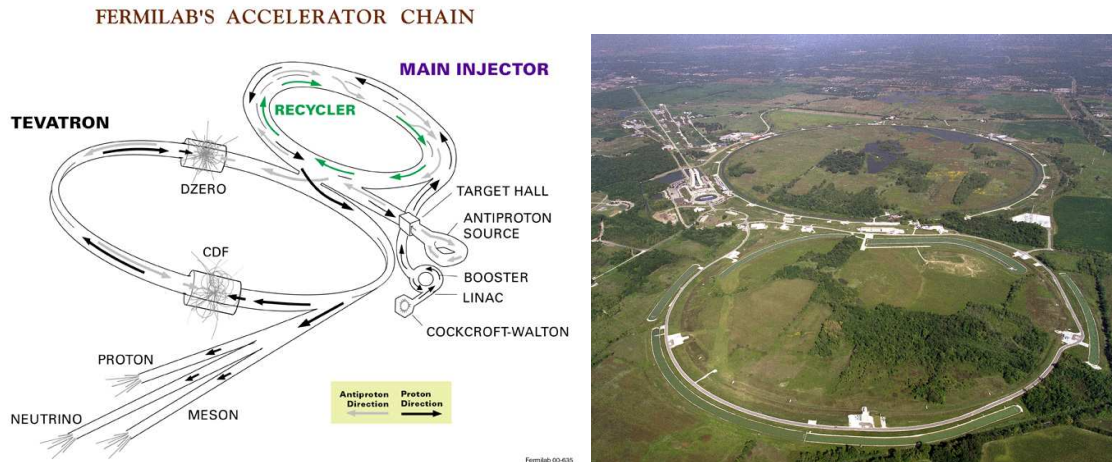 FERMILAB'S ACCELERATOR CHAIN
MAIN INJECTOR
RECYCLER
TEVATRON
DZERO
TARGET HALL
ANTIPROTON
SOURCE
CDF
BOOSTER
LINAC
COCKCROFT-WALTON
PROTON
NEUTRINO
MESON
Antiproton
Direction
Proton
Direction
Fermilab 00-635